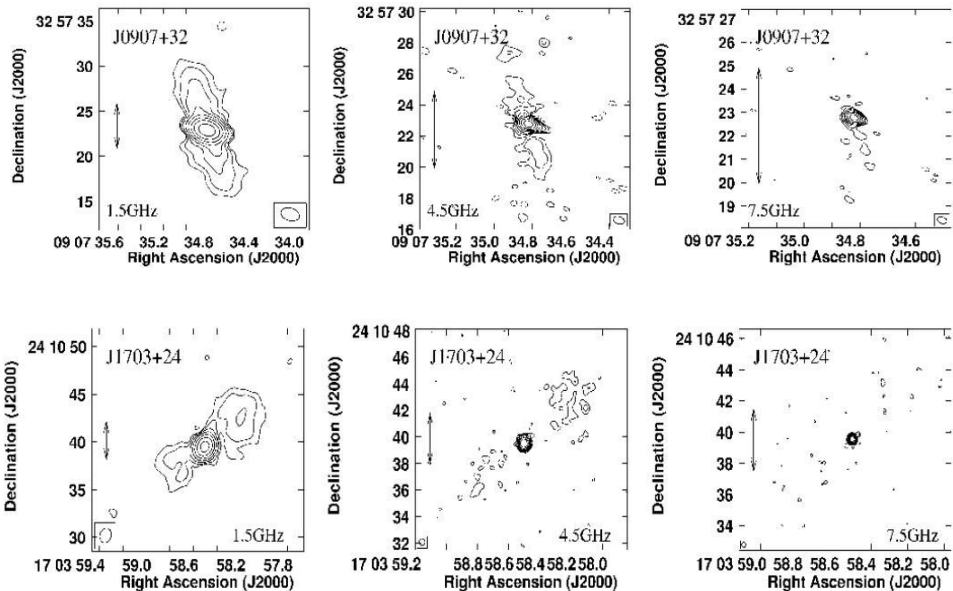 J0907+32
1.5GHz
32 57 35
30
25
20
15
09 07 35.6 34.8 34.0
Right Ascension (J2000)
Declination (J2000)
J0907+32
4.5GHz
32 57 30
28
26
24
22
20
18
16
09 07 35.2 35.0 34.8 34.6 34.4
Right Ascension (J2000)
Declination (J2000)
J0907+32
7.5GHz
32 57 27
26
25
24
23
22
21
20
19
09 07 35.2 35.0 34.8 34.6
Right Ascension (J2000)
Declination (J2000)
J1703+24
1.5GHz
24 10 50
45
40
35
30
17 03 59.4 58.6 58.2 57.8
Right Ascension (J2000)
Declination (J2000)
J1703+24
4.5GHz
24 10 48
46
44
42
40
38
36
34
32
17 03 59.2 58.8 58.6 58.4 58.2 58.0
Right Ascension (J2000)
Declination (J2000)
J1703+24
7.5GHz
24 10 46
44
42
40
38
36
34
17 03 59.0 58.8 58.6 58.4 58.2 58.0
Right Ascension (J2000)
Declination (J2000)